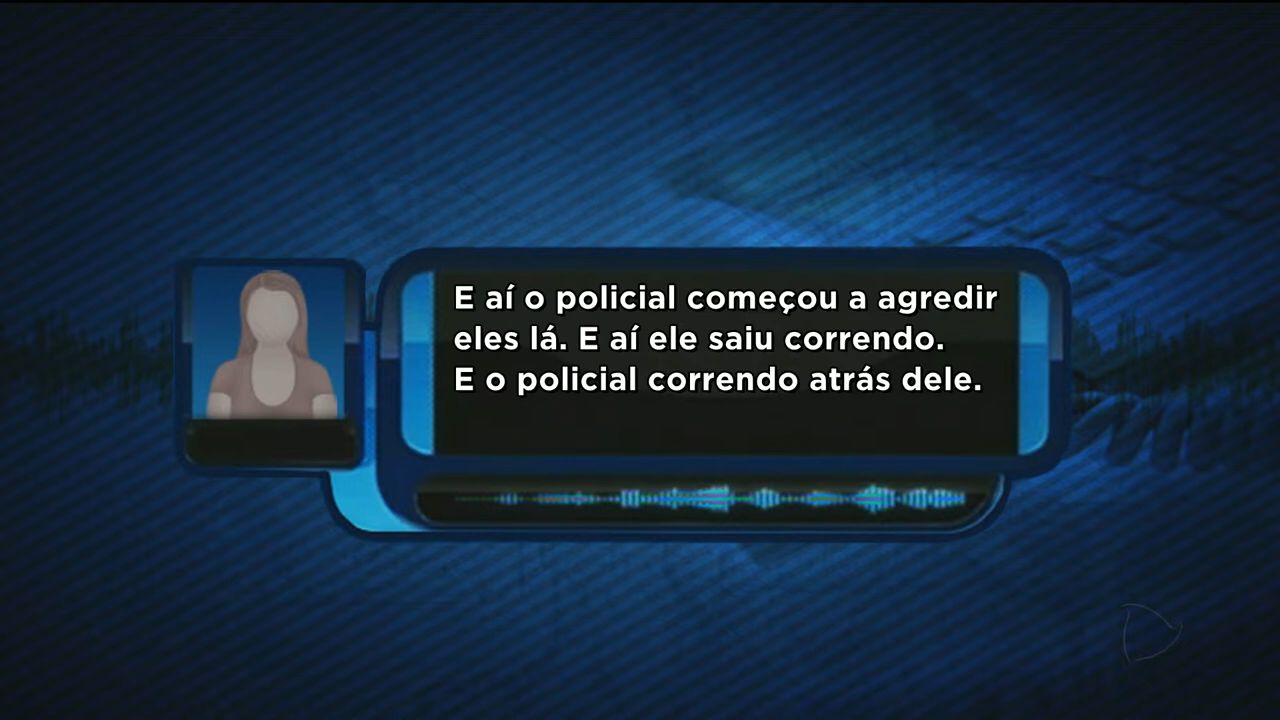 E aí o policial começou a agredir
eles lá. E aí ele saiu correndo.
E o policial correndo atrás dele.